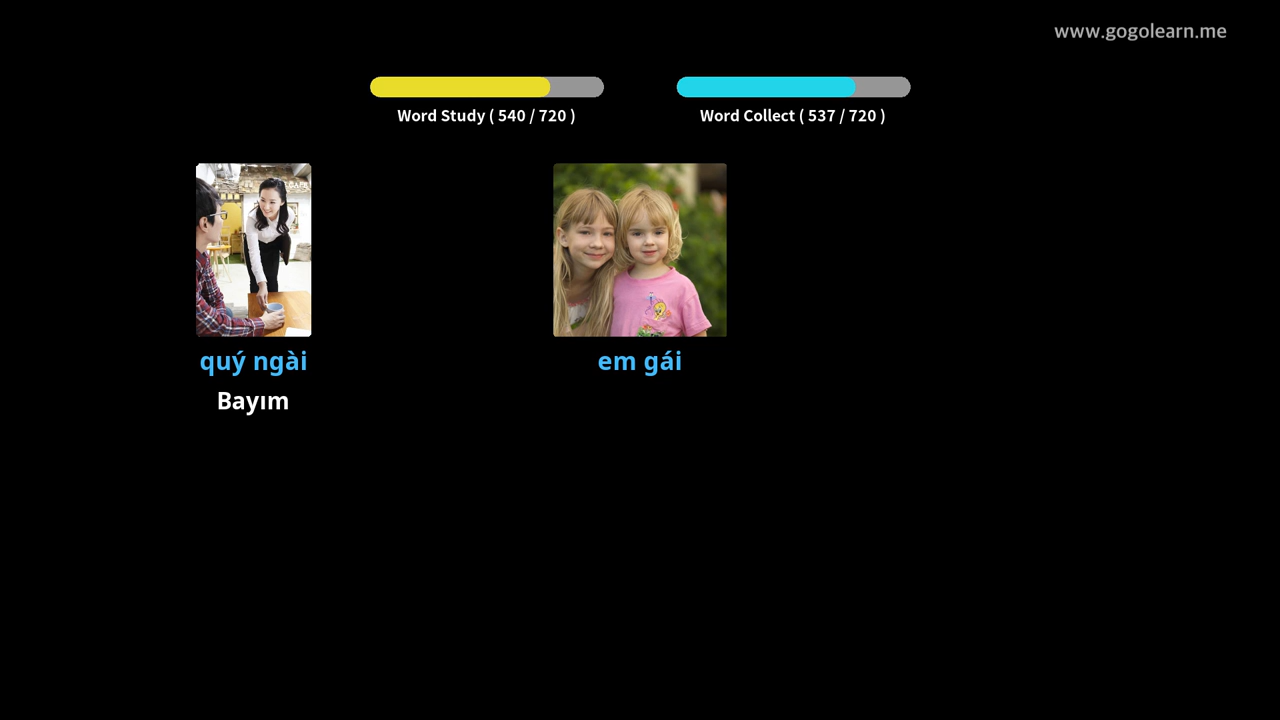 www.gogolearn.me
Word Study ( 540 / 720 )
Word Collect ( 537 / 720 )
quý ngài
Bayım
em gái